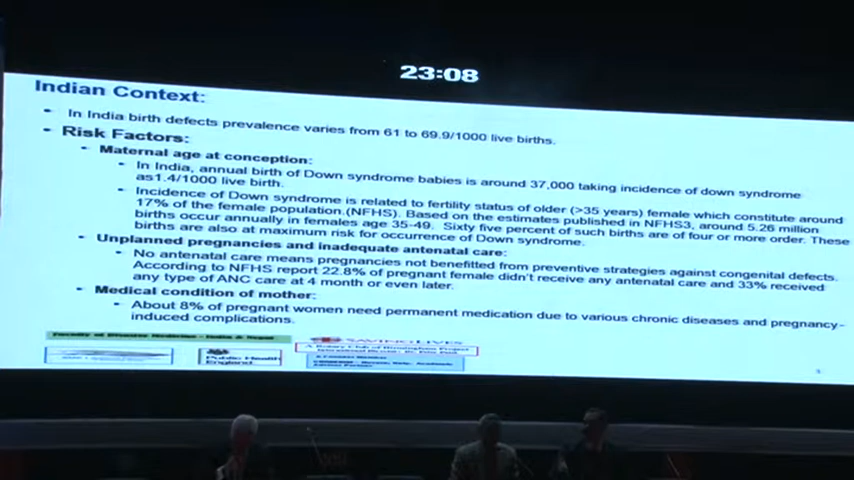 23:08
Indian Context:
- In India birth defects prevalence varies from 61 to 69.9/1000 live births.
- Risk Factors:
- Maternal age at conception:
- In India, annual birth of Down syndrome babies is around 37,000 taking incidence of down syndrome
as1.4/1000 live birth.
- Incidence of Down syndrome is related to fertility status of older (>35 years) female which constitute around
17% of the female population.(NFHS). Based on the estimates published in NFHS3, around 5.26 million
births occur annually in females age 35-49. Sixty five percent of such births are of four or more order. These
births are also at maximum risk for occurrence of Down syndrome.
- Unplanned pregnancies and inadequate antenatal care:
- No antenatal care means pregnancies not benefitted from preventive strategies against congenital defects.
According to NFHS report 22.8% of pregnant female didn't receive any antenatal care and 33% received
any type of ANC care at 4 month or even later.
- Medical condition of mother:
- About 8% of pregnant women need permanent medication due to various chronic diseases and pregnancy-
induced complications.
Faculty of Disaster Medicine - India & Nepal
SAVING LIVES
Public Health
England